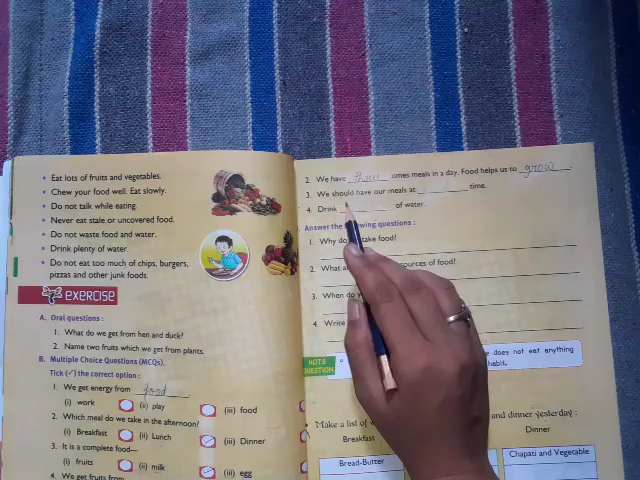 • Eat lots of fruits and vegetables.
• Chew your food well. Eat slowly.
• Do not talk while eating.
• Never eat stale or uncovered food.
• Do not waste food and water.
• Drink plenty of water.
• Do not eat too much of chips, burgers,
pizzas and other junk foods.
exercise
A. Oral questions :
1. What do we get from hen and duck?
2. Name two fruits which we get from plants.
B. Multiple Choice Questions (MCQs).
Tick (✓) the correct option :
1. We get energy from food
(i) work (ii) play (iii) food
2. Which meal do we take in the afternoon?
(i) Breakfast (ii) Lunch (iii) Dinner
3. It is a complete food—
(i) fruits (ii) milk (iii) egg
4. We get fruits from
2. We have three times meals in a day. Food helps us to grow.
3. We should have our meals at ________ time.
4. Drink ________ of water.
Answer the following questions :
1. Why do take food?
2. What sources of food?
3. When do
4. Write
HOTS
QUESTION
does not eat anything
habit.
Make a list of and dinner yesterday :
Breakfast Dinner
Bread-Butter Chapati and Vegetable